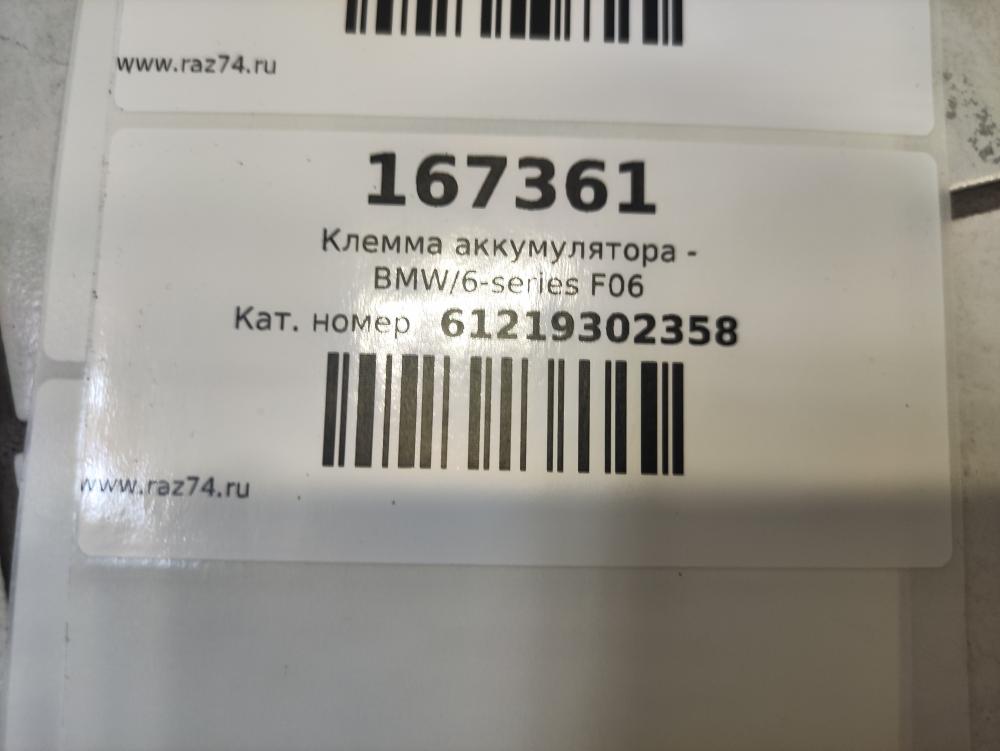 www.raz74.ru
167361
Клемма аккумулятора -
BMW/6-series F06
Кат. номер 61219302358
www.raz74.ru